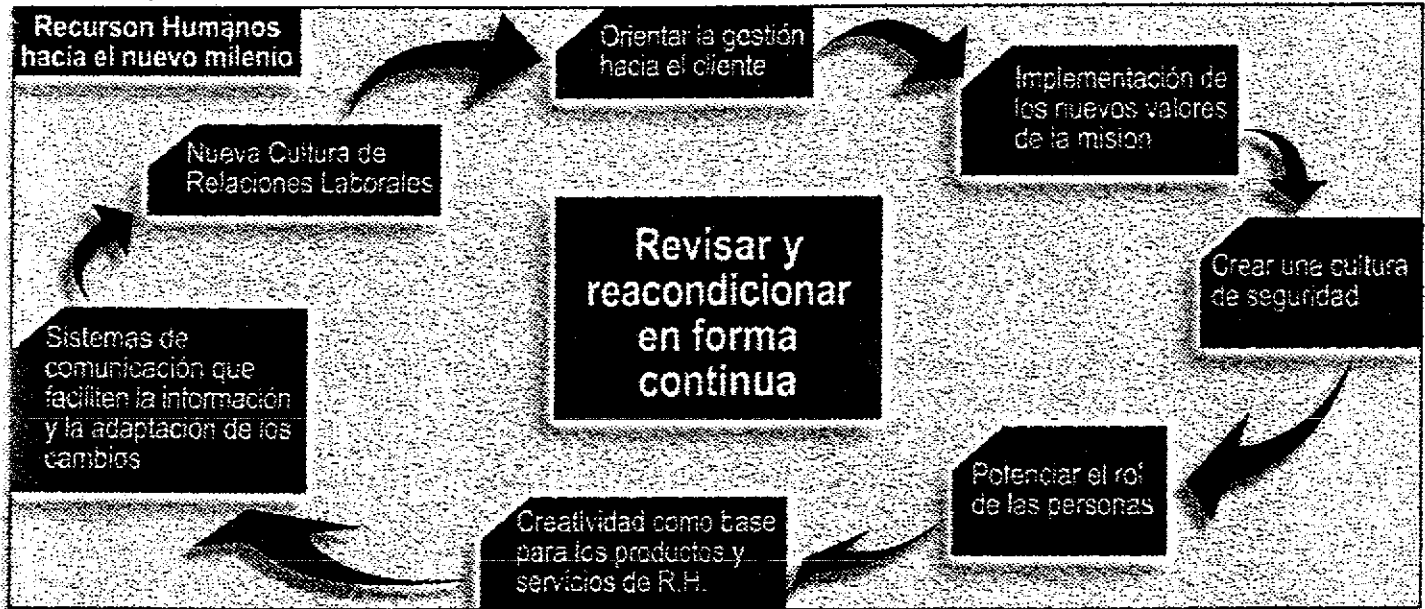 Recurson Humanos
hacia el nuevo milenio
Orientar la gestión
hacia el cliente
Implementación de
los nuevos valores
de la mision
Nueva Cultura de
Relaciones Laborales
Revisar y
reacondicionar
en forma
continua
Crear una cultura
de seguridad
Sistemas de
comunicación que
faciliten la información
y la adaptación de los
cambios
Potenciar el rol
de las personas
Creatividad como base
para los productos y
servicios de R.H.